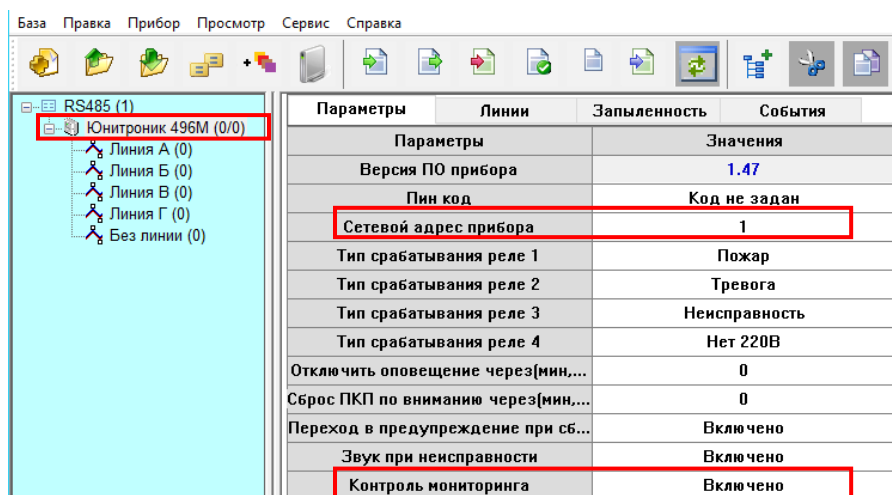 База Правка Прибор Просмотр Сервис Справка
RS485 (1)
Юнитроник 496М (0/0)
Линия А (0)
Линия Б (0)
Линия В (0)
Линия Г (0)
Без линии (0)
Параметры Линии Запыленность События
Параметры Значения
Версия ПО прибора 1.47
Пин код Код не задан
Сетевой адрес прибора 1
Тип срабатывания реле 1 Пожар
Тип срабатывания реле 2 Тревога
Тип срабатывания реле 3 Неисправность
Тип срабатывания реле 4 Нет 220В
Отключить оповещение через(мин,... 0
Сброс ПКП по вниманию через(мин,... 0
Переход в предупреждение при сб... Включено
Звук при неисправности Включено
Контроль мониторинга Включено